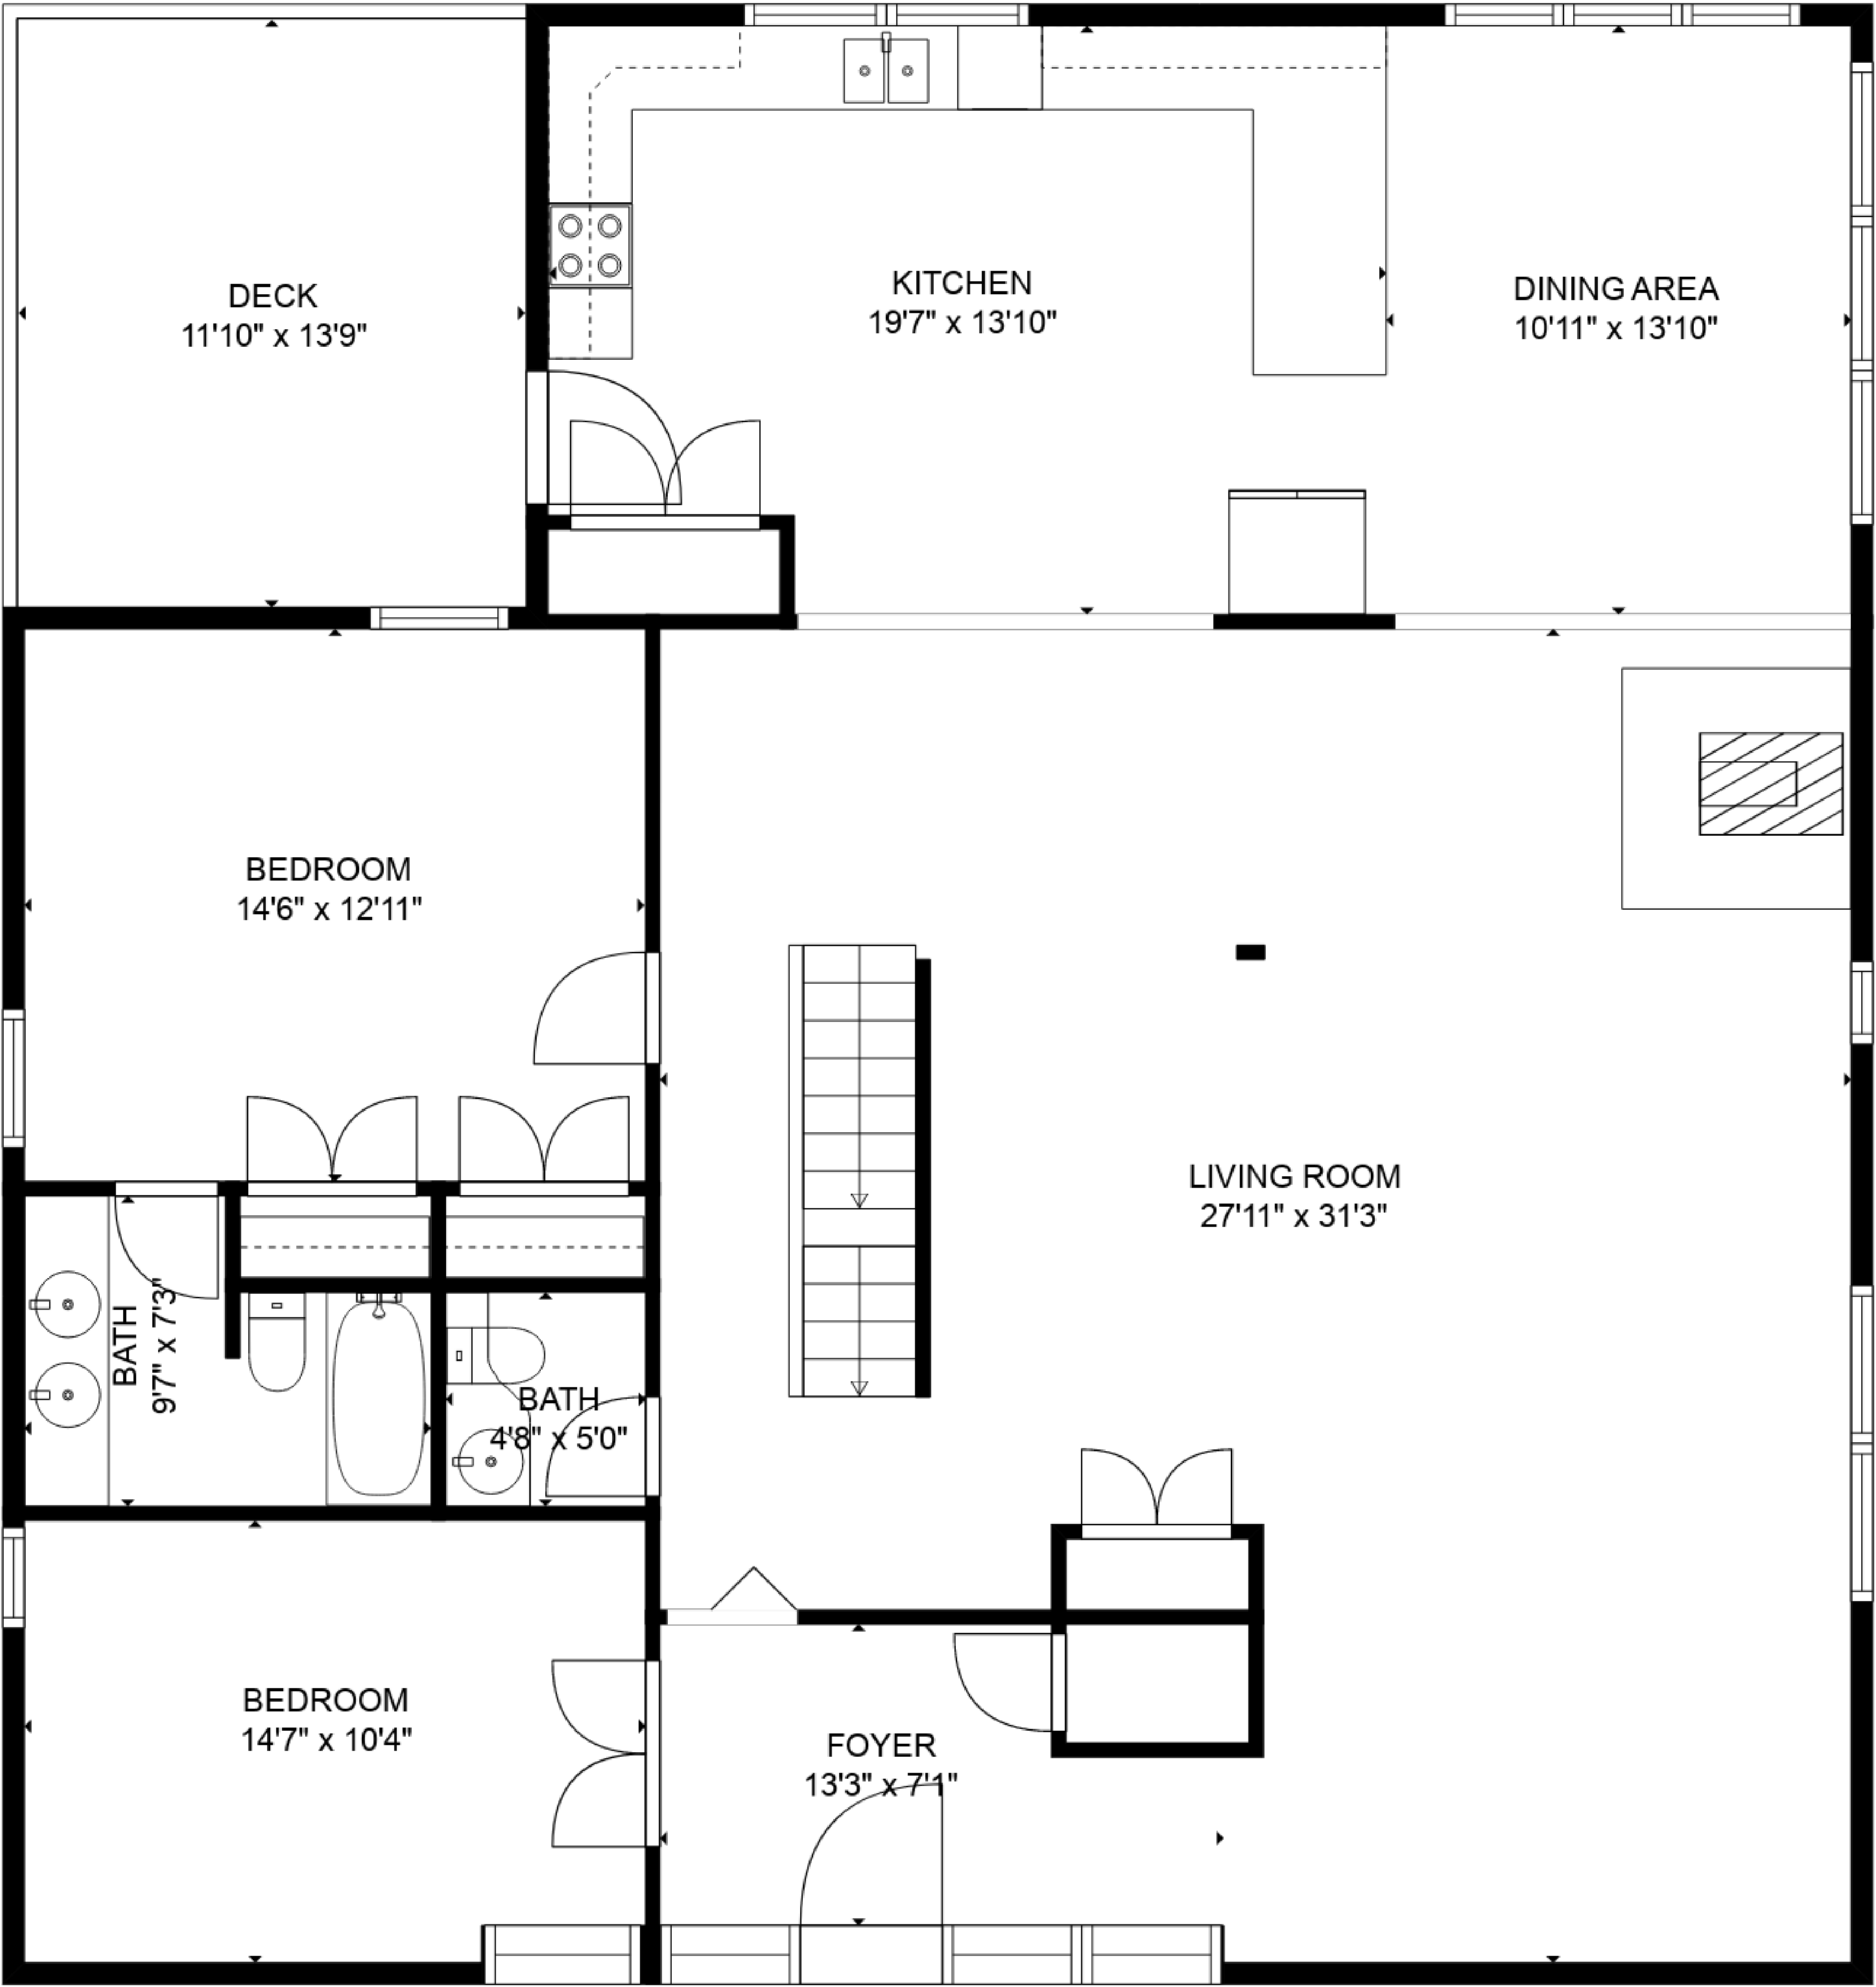 DECK
11'10" x 13'9"
KITCHEN
19'7" x 13'10"
DINING AREA
10'11" x 13'10"
BEDROOM
14'6" x 12'11"
LIVING ROOM
27'11" x 31'3"
BATH
9'7" x 7'3"
BATH
4'8" x 5'0"
BEDROOM
14'7" x 10'4"
FOYER
13'3" x 7'1"